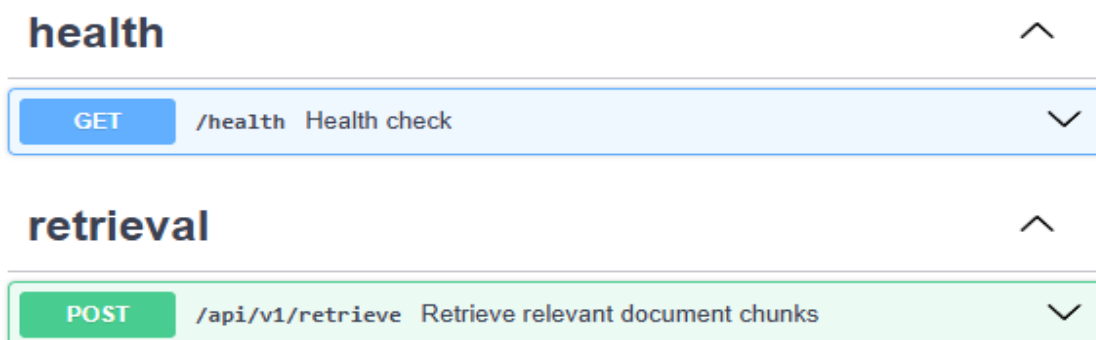 health
GET /health Health check
retrieval
POST /api/v1/retrieve Retrieve relevant document chunks